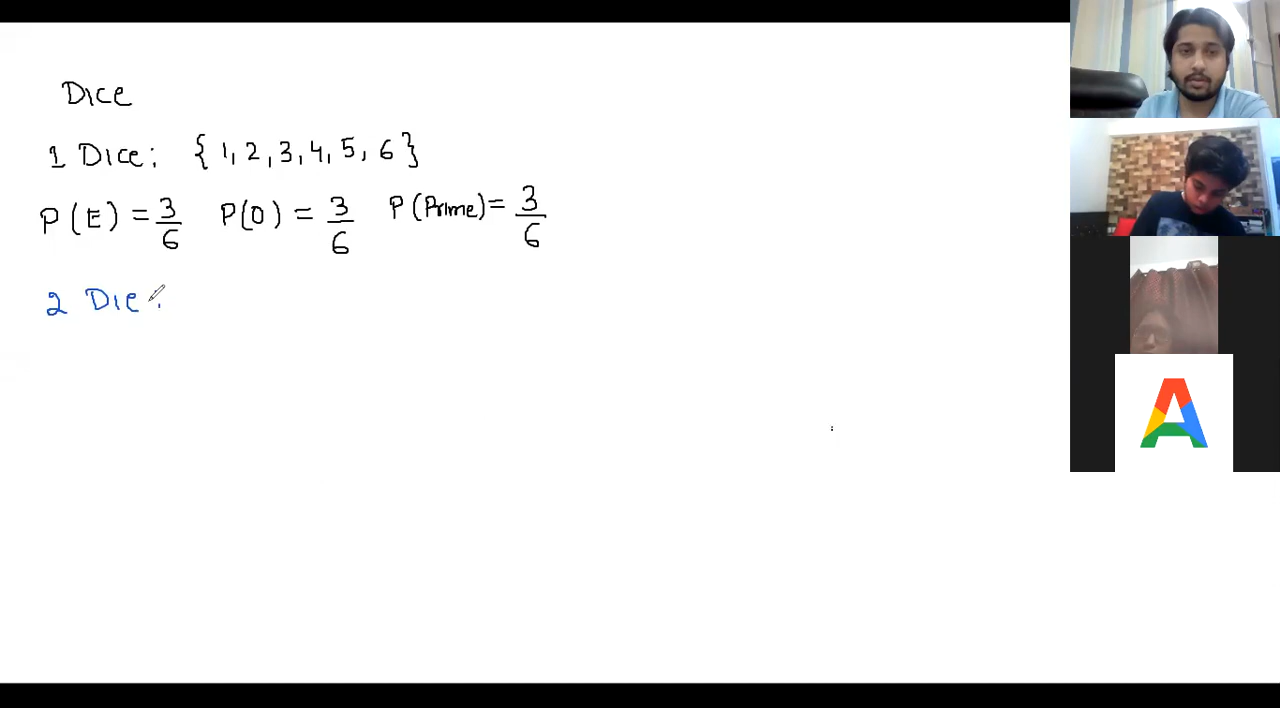 Dice
1 Dice: { 1, 2, 3, 4, 5, 6 }
P(E) = 3/6 P(O) = 3/6 P(Prime) = 3/6
2 Die: